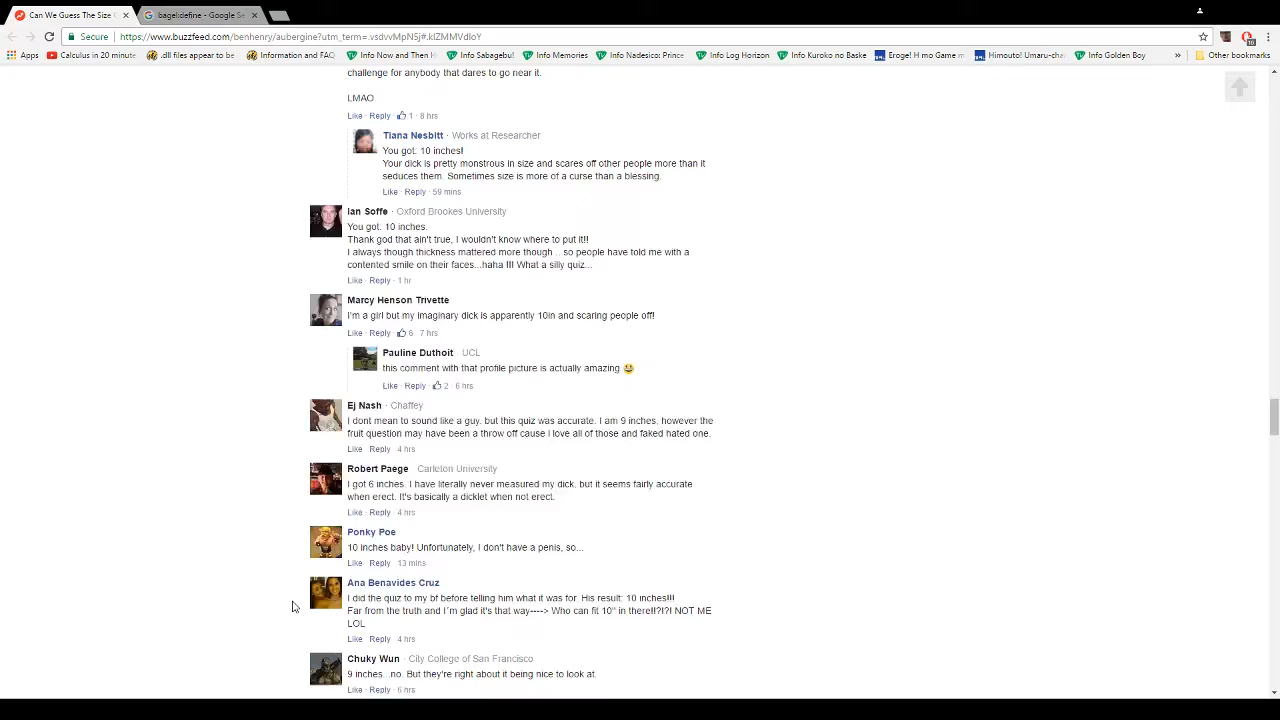 Can We Guess The Size
bagel:define - Google Se
Secure
https://www.buzzfeed.com/benhenry/aubergine?utm_term=.vsdvvMpN5j#.klZMMVdloY
Apps
Calculus in 20 minute
.dll files appear to be
Information and FAQ
Info Now and Then H
Info Sabagebu!
Info Memories
Info Nadesico: Prince
Info Log Horizon
Info Kuroko no Baske
Eroge! H mo Game m
Himouto! Umaru-cha
Info Golden Boy
»
Other bookmarks
challenge for anybody that dares to go near it.
LMAO
Like · Reply · 1 · 8 hrs
Tiana Nesbitt · Works at Researcher
You got: 10 inches!
Your dick is pretty monstrous in size and scares off other people more than it
seduces them. Sometimes size is more of a curse than a blessing.
Like · Reply · 59 mins
Ian Soffe · Oxford Brookes University
You got: 10 inches.
Thank god that ain't true, I wouldn't know where to put it!!
I always though thickness mattered more though .. so people have told me with a
contented smile on their faces...haha !!! What a silly quiz...
Like · Reply · 1 hr
Marcy Henson Trivette
I'm a girl but my imaginary dick is apparently 10in and scaring people off!
Like · Reply · 6 · 7 hrs
Pauline Duthoit · UCL
this comment with that profile picture is actually amazing 😃
Like · Reply · 2 · 6 hrs
Ej Nash · Chaffey
I dont mean to sound like a guy. but this quiz was accurate. I am 9 inches, however the
fruit question may have been a throw off cause I love all of those and faked hated one.
Like · Reply · 4 hrs
Robert Paege · Carleton University
I got 6 inches. I have literally never measured my dick, but it seems fairly accurate
when erect. It's basically a dicklet when not erect.
Like · Reply · 4 hrs
Ponky Poe
10 inches baby! Unfortunately, I don't have a penis, so...
Like · Reply · 13 mins
Ana Benavides Cruz
I did the quiz to my bf before telling him what it was for. His result: 10 inches!!!
Far from the truth and I´m glad it's that way----> Who can fit 10" in there!!?!?! NOT ME
LOL
Like · Reply · 4 hrs
Chuky Wun · City College of San Francisco
9 inches...no. But they're right about it being nice to look at.
Like · Reply · 6 hrs